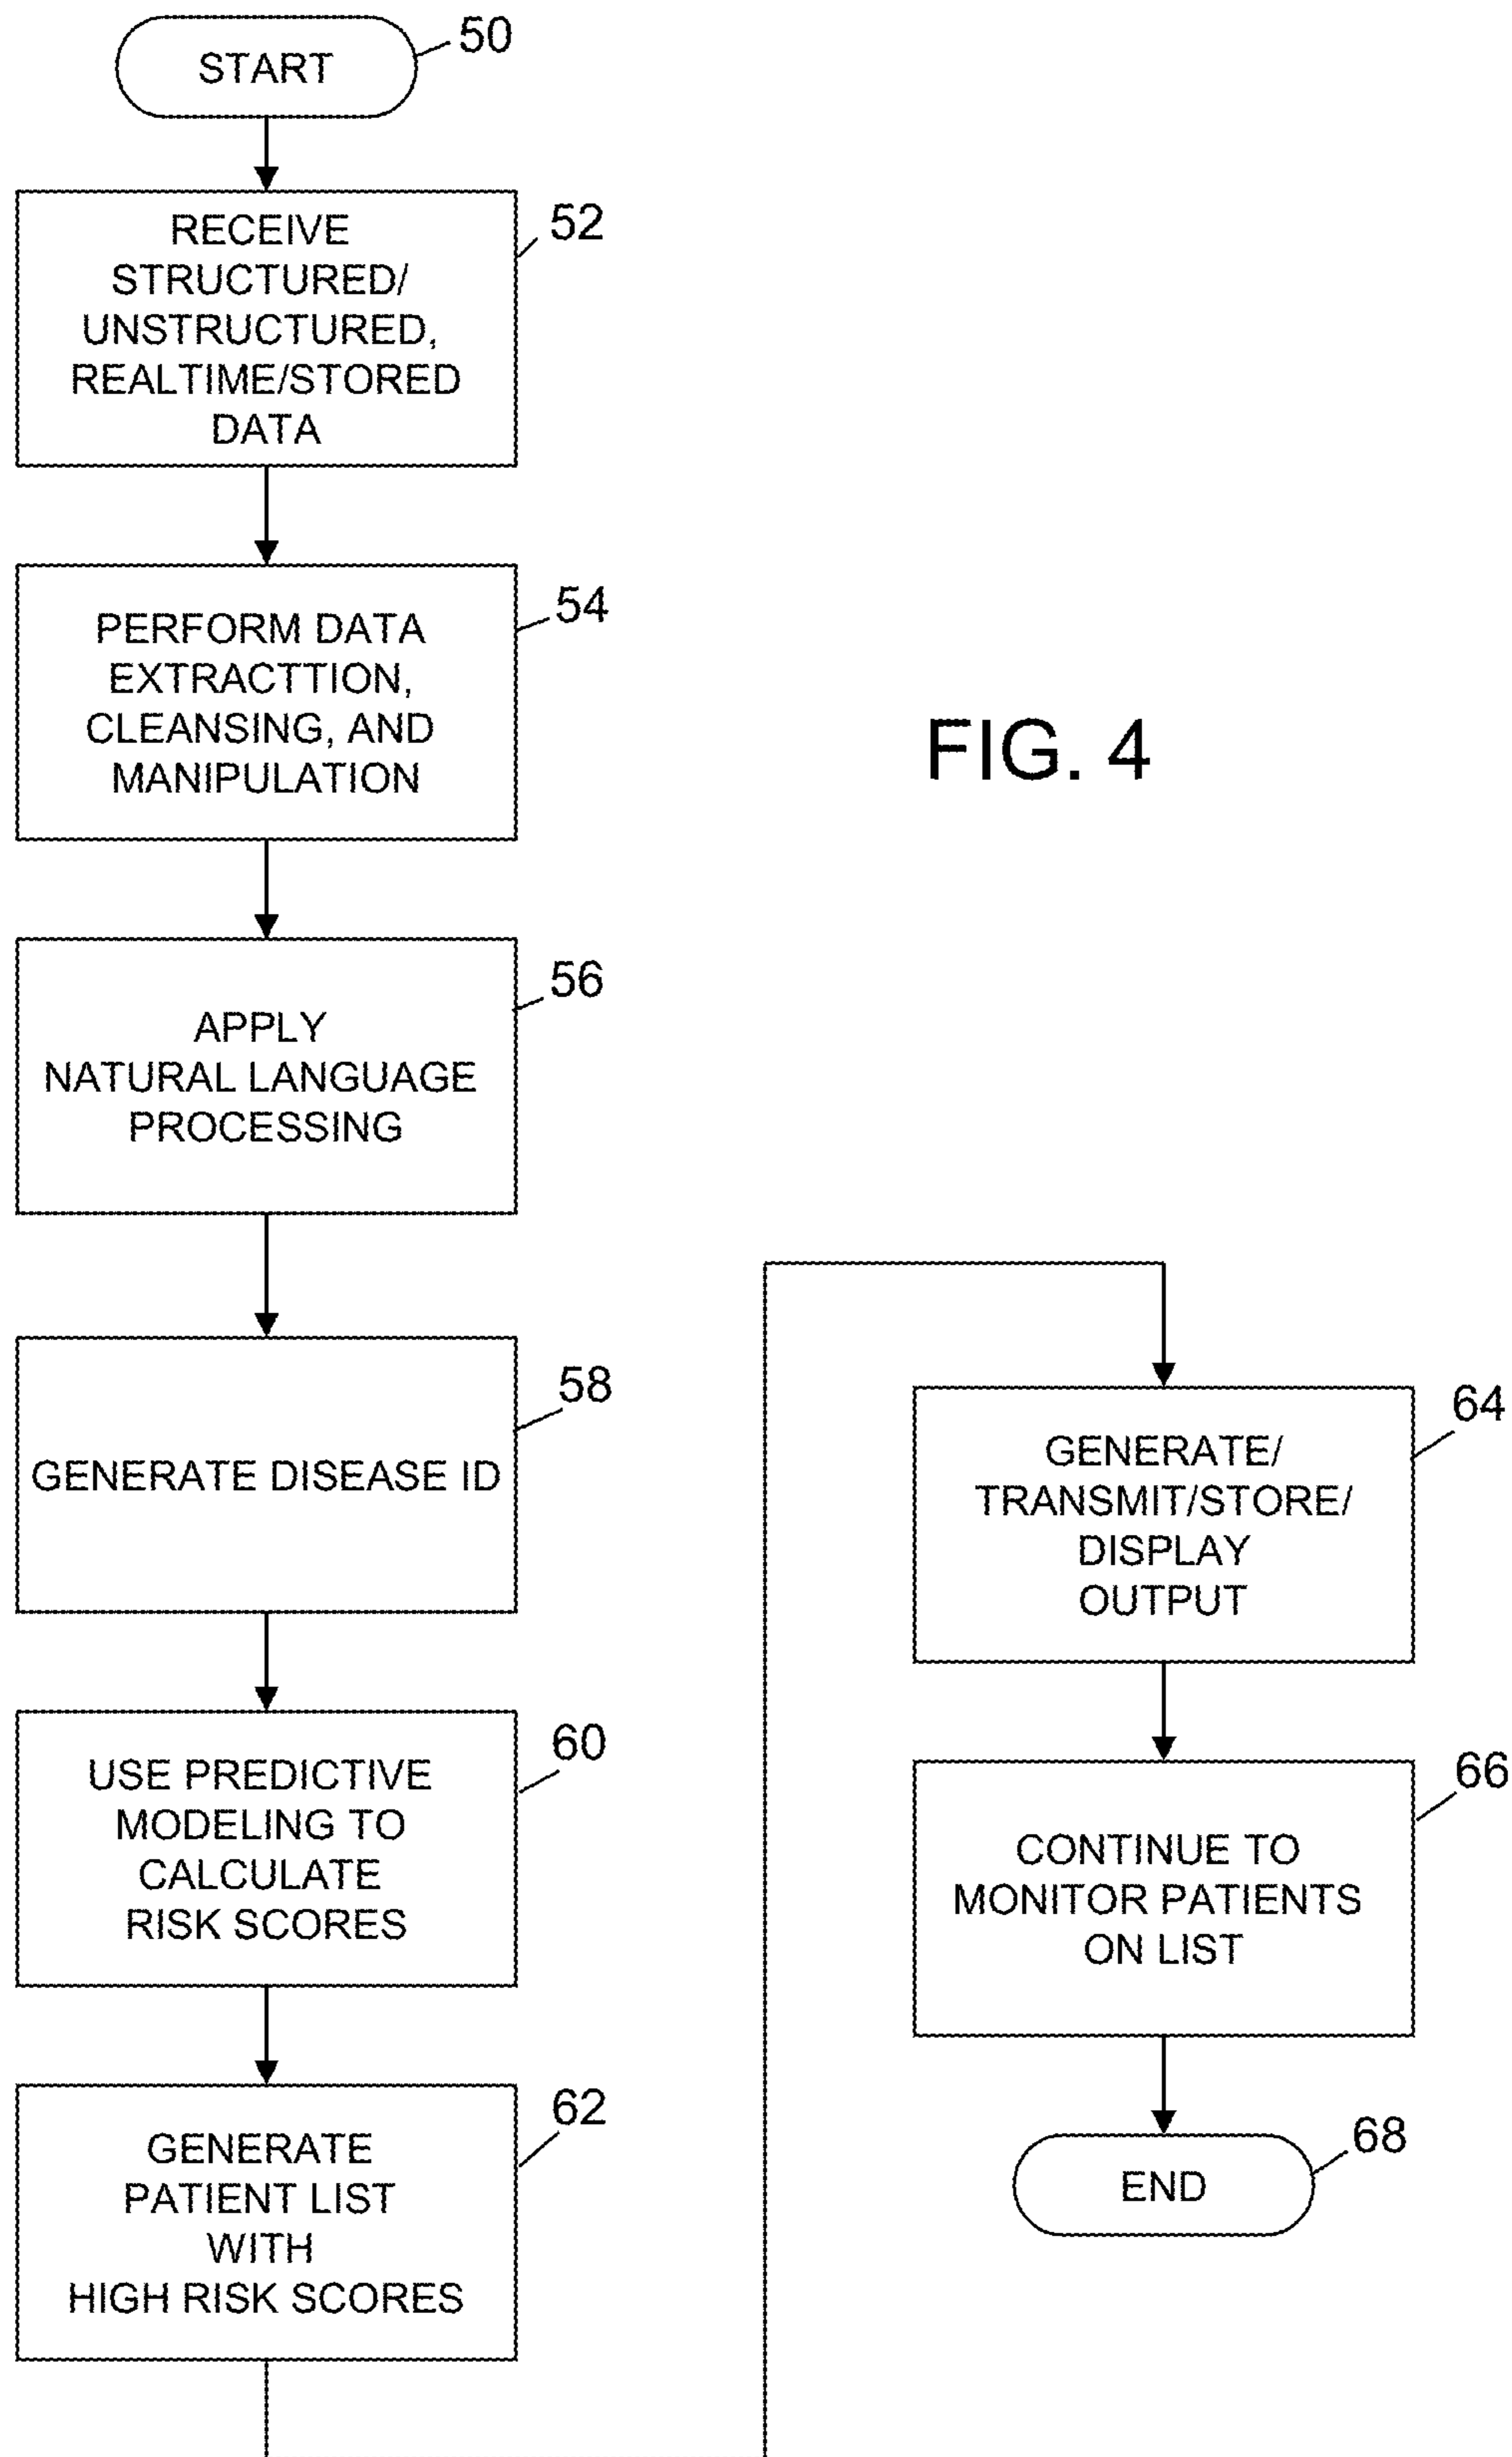 START
50
RECEIVE
STRUCTURED/
UNSTRUCTURED,
REALTIME/STORED
DATA
52
PERFORM DATA
EXTRACTTION,
CLEANSING, AND
MANIPULATION
54
FIG. 4
APPLY
NATURAL LANGUAGE
PROCESSING
56
GENERATE DISEASE ID
58
USE PREDICTIVE
MODELING TO
CALCULATE
RISK SCORES
60
GENERATE
PATIENT LIST
WITH
HIGH RISK SCORES
62
GENERATE/
TRANSMIT/STORE/
DISPLAY
OUTPUT
64
CONTINUE TO
MONITOR PATIENTS
ON LIST
66
END
68